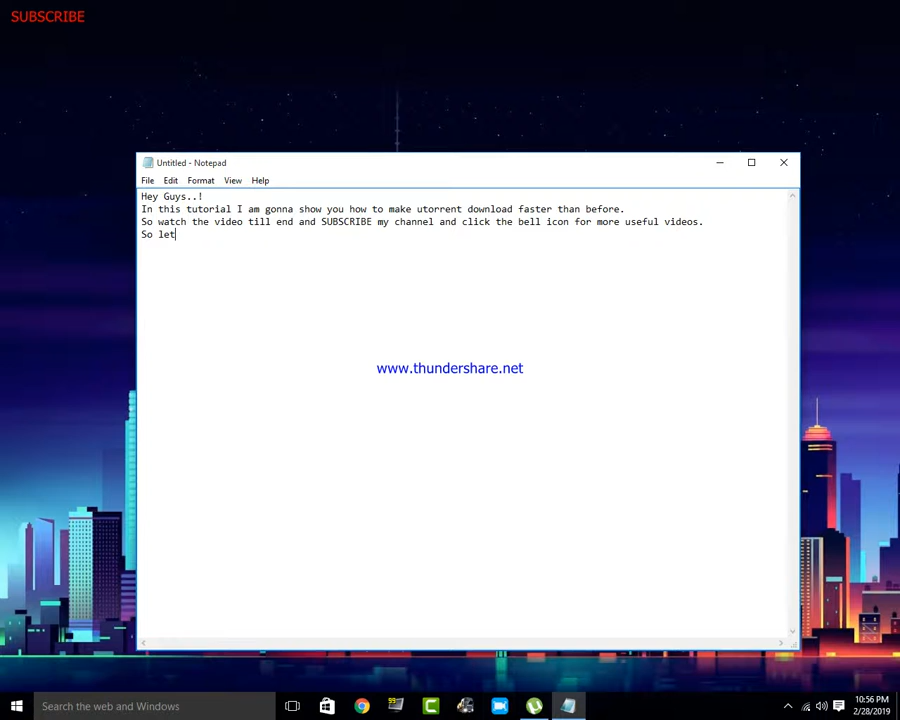 SUBSCRIBE
Untitled - Notepad
File Edit Format View Help
Hey Guys..!
In this tutorial I am gonna show you how to make utorrent download faster than before.
So watch the video till end and SUBSCRIBE my channel and click the bell icon for more useful videos.
So let
www.thundershare.net
Search the web and Windows
99
10:56 PM
2/28/2019